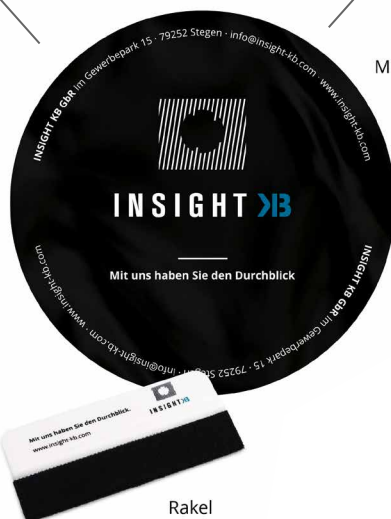 INSIGHT KB GbR Im Gewerbepark 15 · 79252 Stegen · info@insight-kb.com · www.insight-kb.com
M
INSIGHT KB
Mit uns haben Sie den Durchblick
INSIGHT KB GbR Im Gewerbepark 15 · 79252 Stegen · info@insight-kb.com · www.insight-kb.com
Mit uns haben Sie den Durchblick.
www.insight-kb.com
INSIGHT KB
Rakel